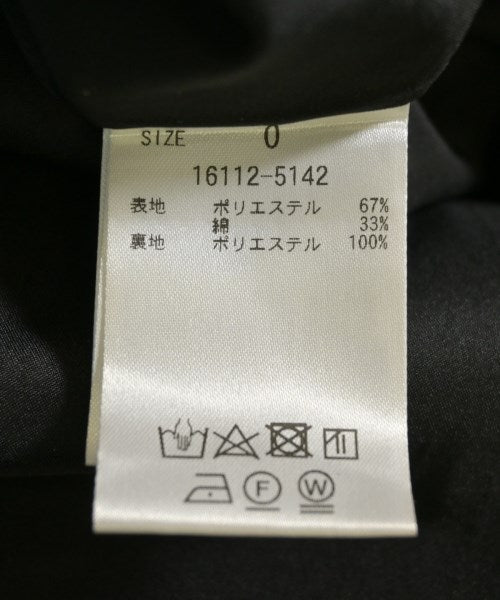 SIZE 0
16112-5142
表地 ポリエステル 67%
綿 33%
裏地 ポリエステル 100%
F W